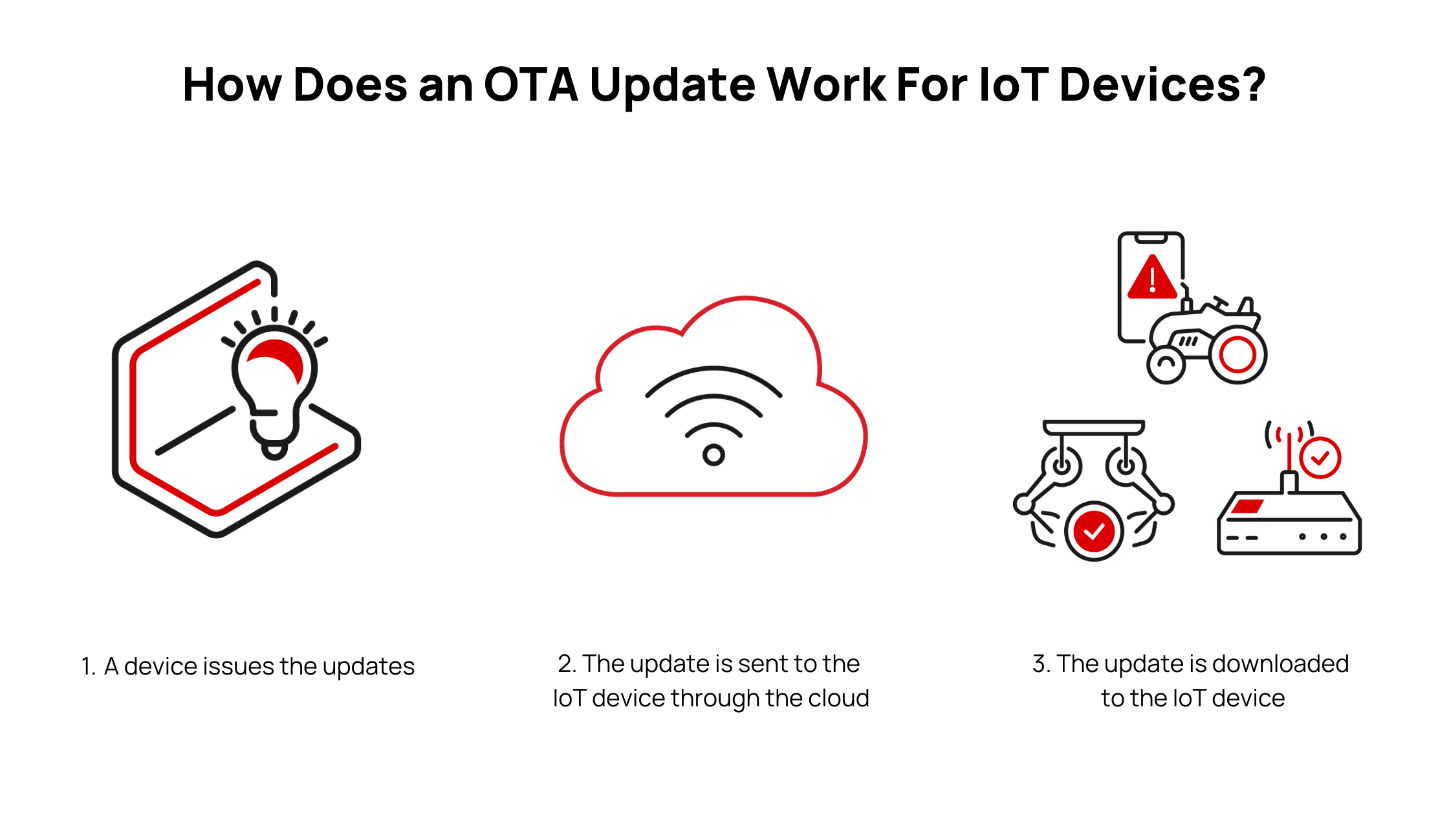 How Does an OTA Update Work For IoT Devices?
1. A device issues the updates
2. The update is sent to the
IoT device through the cloud
3. The update is downloaded
to the IoT device